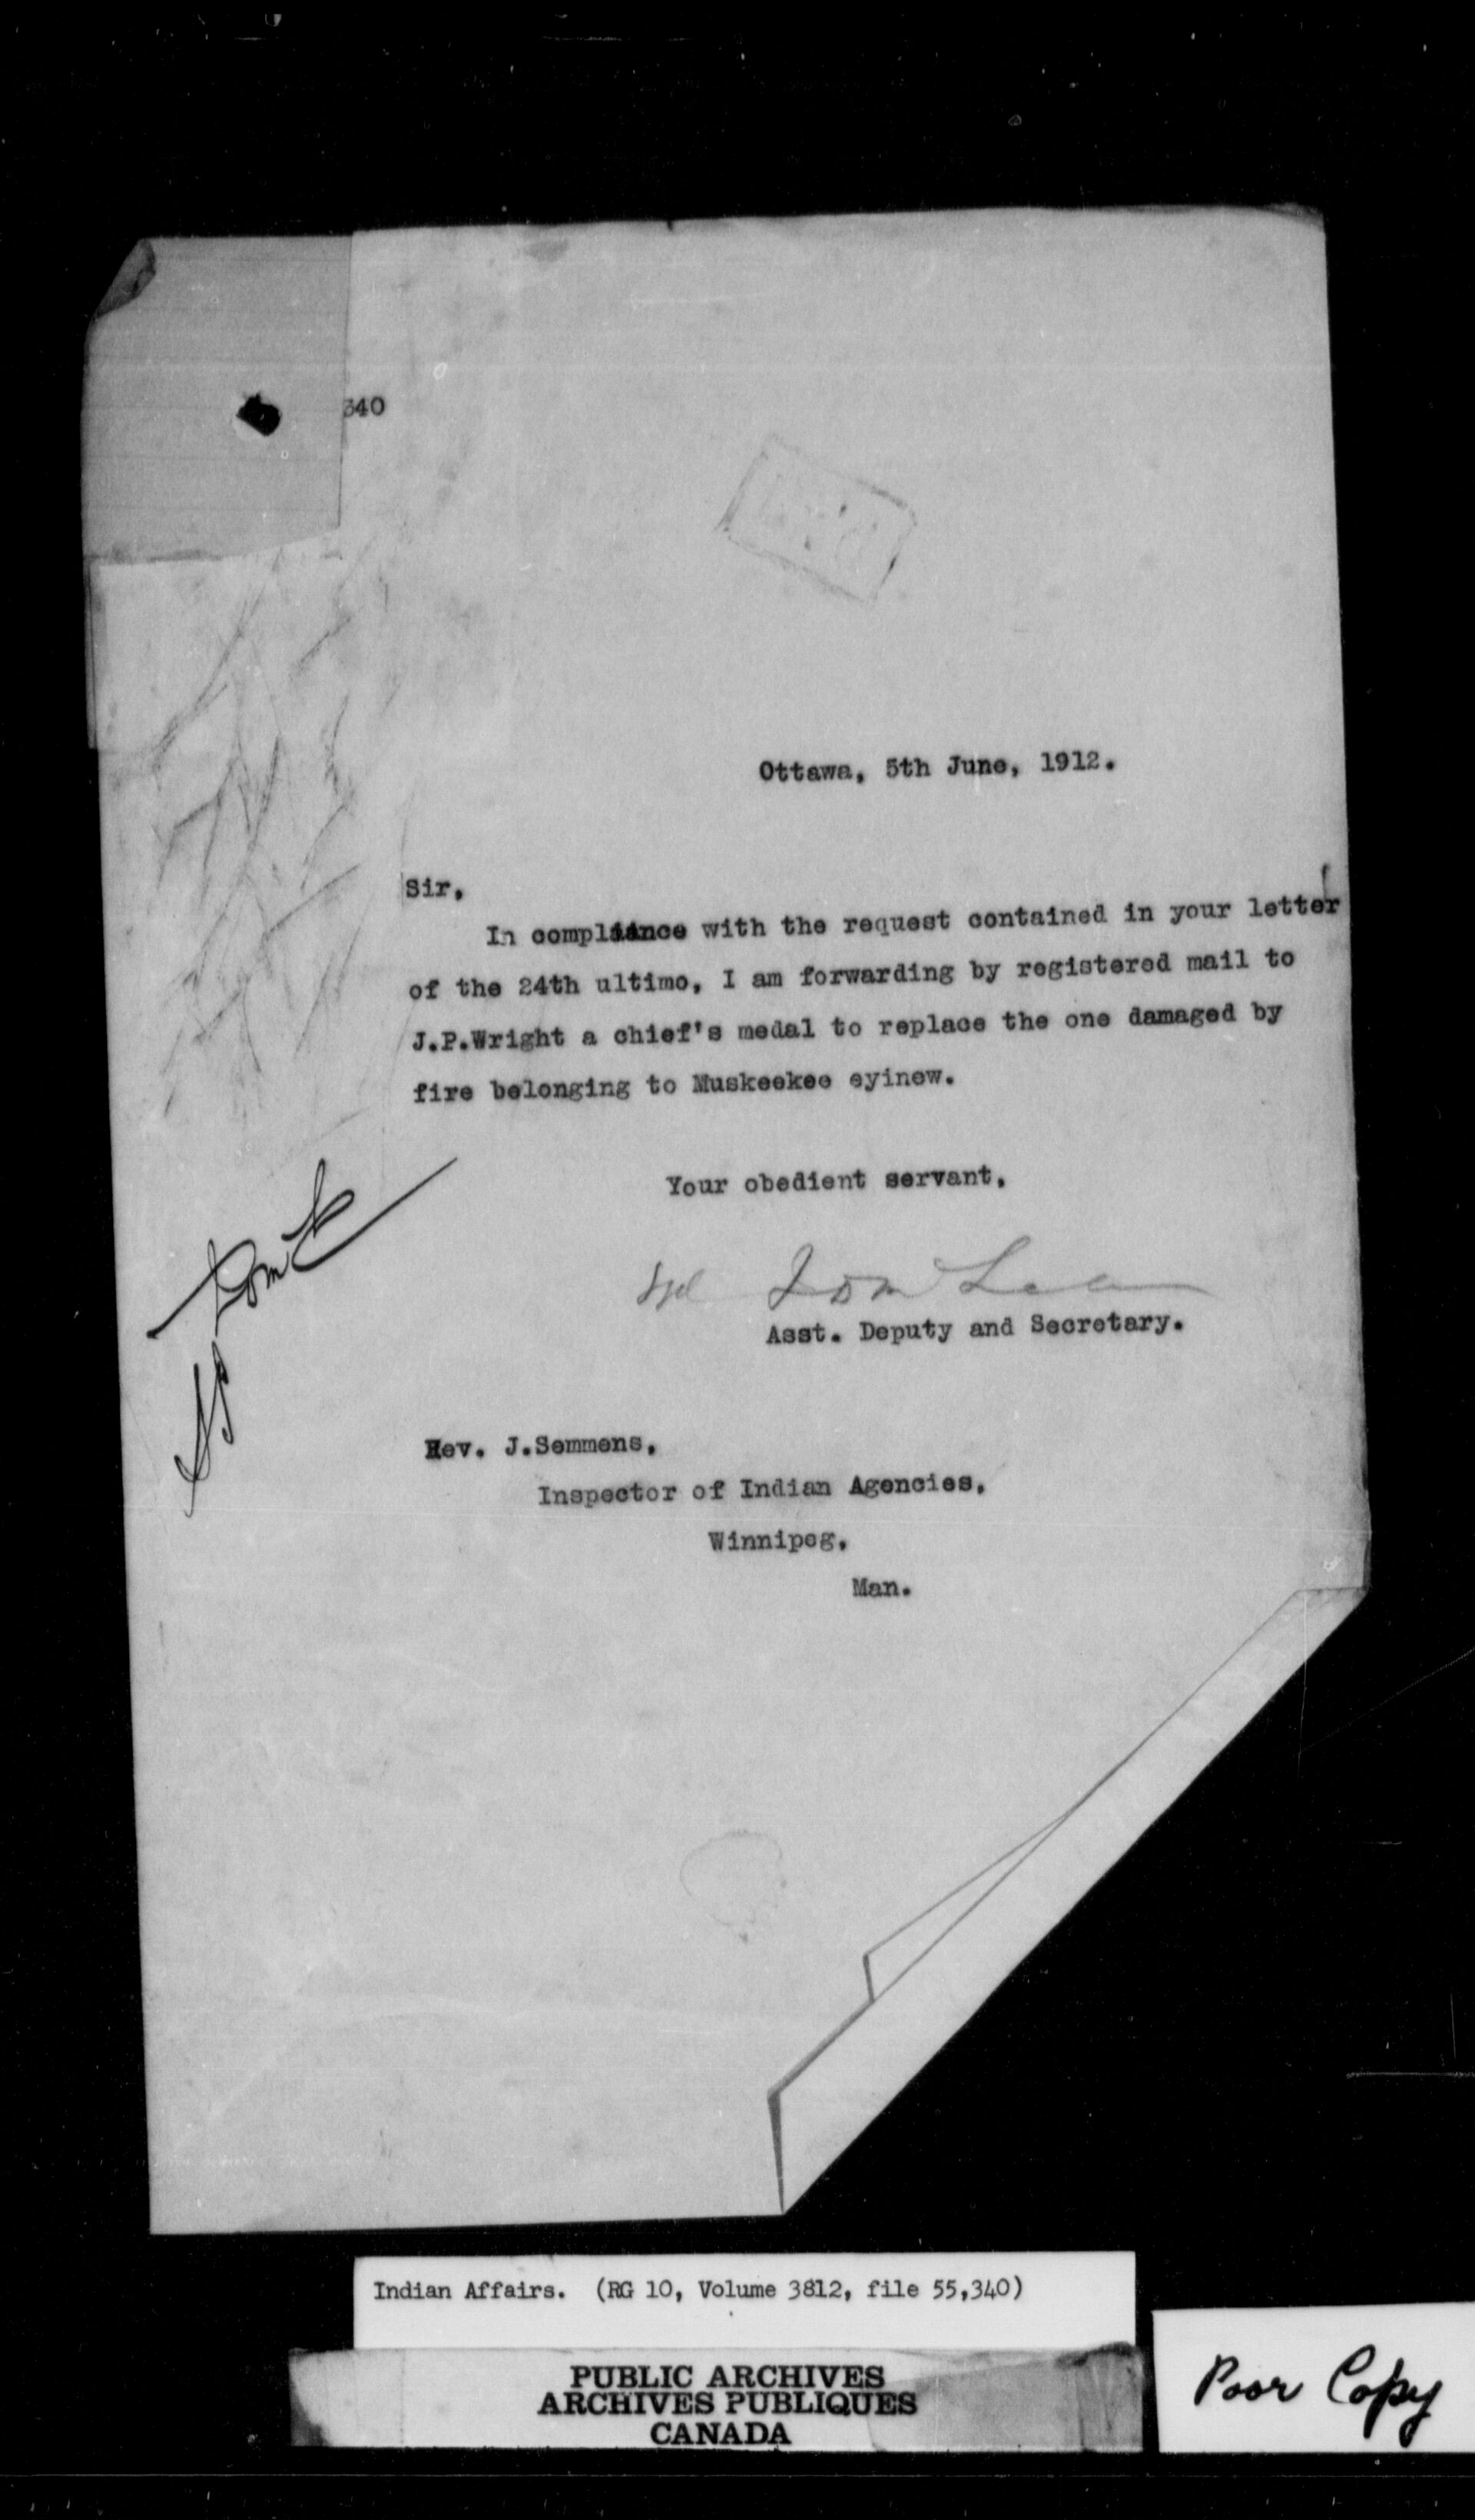 340
Ottawa, 5th June, 1912.
Sir,
In compliance with the request contained in your letter
of the 24th ultimo, I am forwarding by registered mail to
J.P.Wright a chief's medal to replace the one damaged by
fire belonging to Muskeekee eyinew.
Your obedient servant,
Asst. Deputy and Secretary.
Rev. J.Semmens,
Inspector of Indian Agencies,
Winnipeg,
Man.
Indian Affairs. (RG 10, Volume 3812, file 55,340)
PUBLIC ARCHIVES
ARCHIVES PUBLIQUES
CANADA
Poor Copy